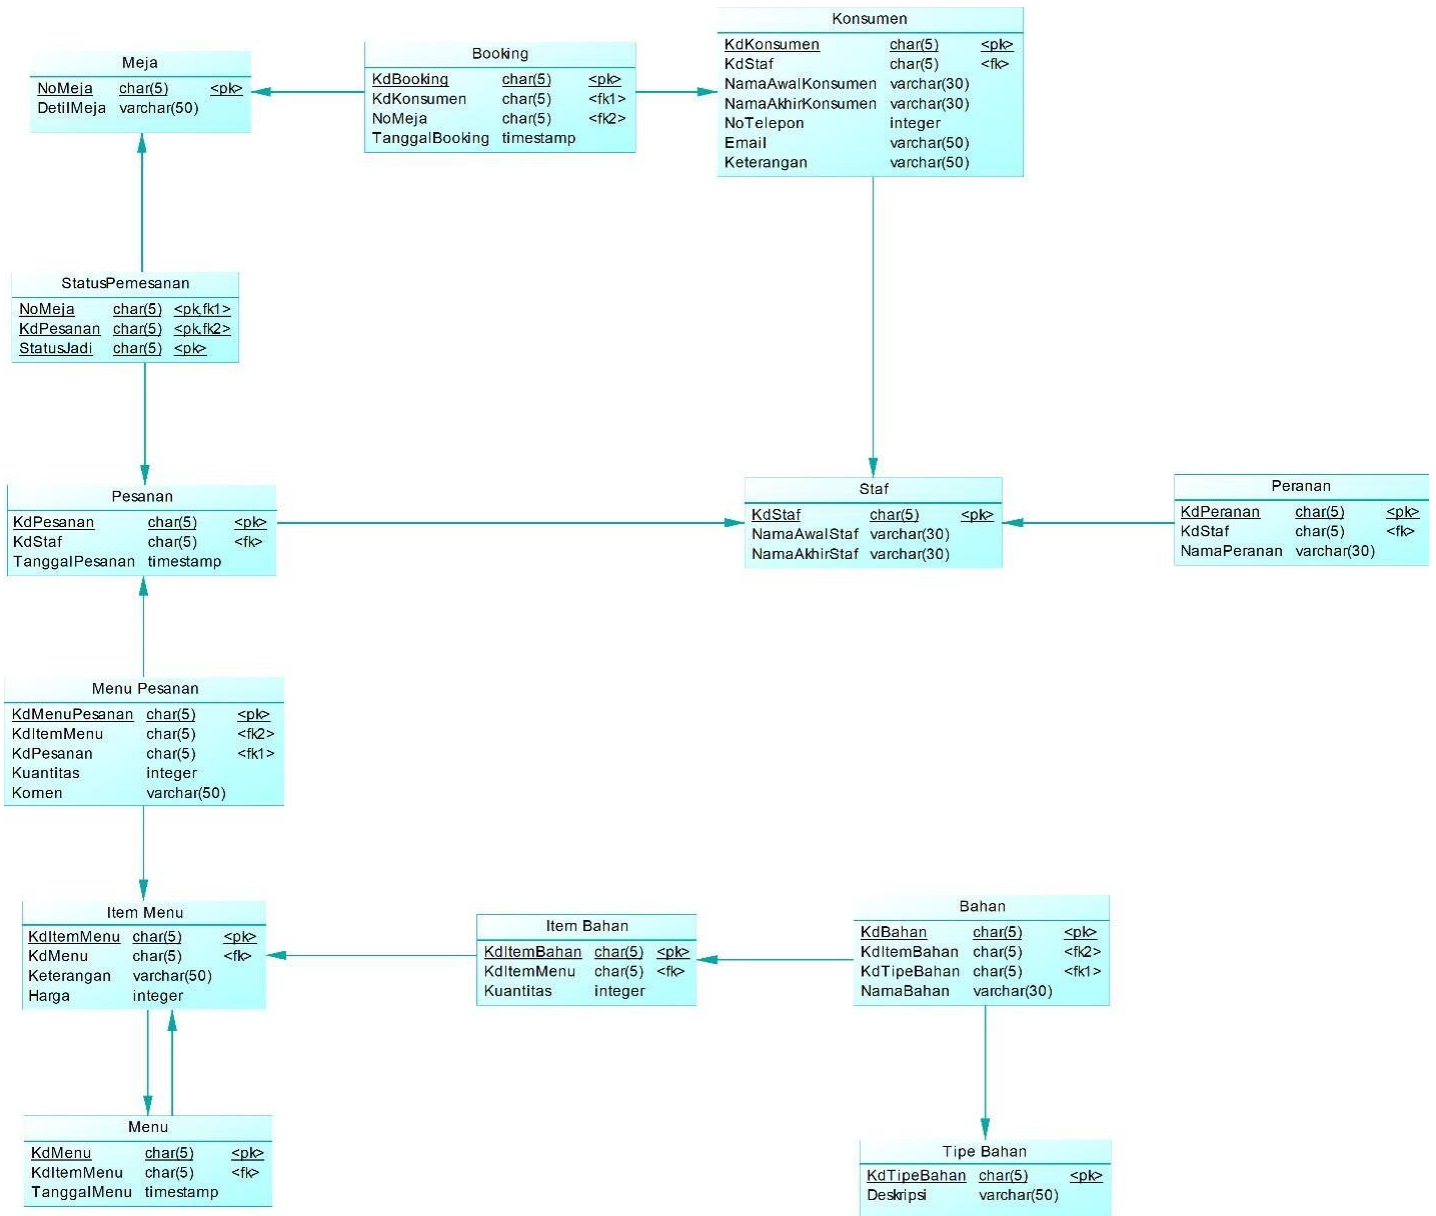 Meja
NoMeja char(5) <pk>
DetilMeja varchar(50)
Booking
KdBooking char(5) <pk>
KdKonsumen char(5) <fk1>
NoMeja char(5) <fk2>
TanggalBooking timestamp
Konsumen
KdKonsumen char(5) <pk>
KdStaf char(5) <fk>
NamaAwalKonsumen varchar(30)
NamaAkhirKonsumen varchar(30)
NoTelepon integer
Email varchar(50)
Keterangan varchar(50)
StatusPemesanan
NoMeja char(5) <pk,fk1>
KdPesanan char(5) <pk,fk2>
StatusJadi char(5) <pk>
Pesanan
KdPesanan char(5) <pk>
KdStaf char(5) <fk>
TanggalPesanan timestamp
Staf
KdStaf char(5) <pk>
NamaAwalStaf varchar(30)
NamaAkhirStaf varchar(30)
Peranan
KdPeranan char(5) <pk>
KdStaf char(5) <fk>
NamaPeranan varchar(30)
Menu Pesanan
KdMenuPesanan char(5) <pk>
KdItemMenu char(5) <fk2>
KdPesanan char(5) <fk1>
Kuantitas integer
Komen varchar(50)
Item Menu
KdItemMenu char(5) <pk>
KdMenu char(5) <fk>
Keterangan varchar(50)
Harga integer
Item Bahan
KdItemBahan char(5) <pk>
KdItemMenu char(5) <fk>
Kuantitas integer
Bahan
KdBahan char(5) <pk>
KdItemBahan char(5) <fk2>
KdTipeBahan char(5) <fk1>
NamaBahan varchar(30)
Menu
KdMenu char(5) <pk>
KdItemMenu char(5) <fk>
TanggalMenu timestamp
Tipe Bahan
KdTipeBahan char(5) <pk>
Deskripsi varchar(50)